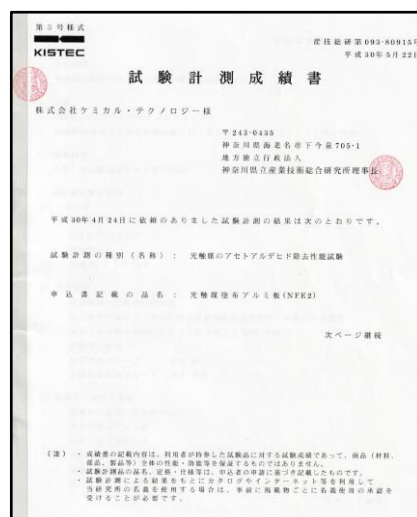 第5号様式
KISTEC
産技総研第093-80915号
平成30年5月22日
試験計測成績書
株式会社ケミカル・テクノロジー様
〒243-0435
神奈川県海老名市下今泉705-1
地方独立行政法人
神奈川県立産業技術総合研究所理事長
平成30年4月24日に依頼のありました試験計測の結果は次のとおりです。
試験計測の種別(名称): 光触媒のアセトアルデヒド除去性能試験
申込書記載の品名: 光触媒塗布アルミ板(NFE2)
次ページ継続
(注)・成績書の記載内容は、利用者が持参した試験品に対する試験成績であって、商品(材料、
部品、製品等)全体の性能・効能等を保証するものではありません。
・試験計測品の品名、定格・仕様等は、申込者の申請に基づき記載したものです。
・試験計測による結果をもとにカタログやインターネット等を利用して
当研究所の名義を使用する場合は、事前に掲載物ごとに名義使用の承認を
受けることが必要です。